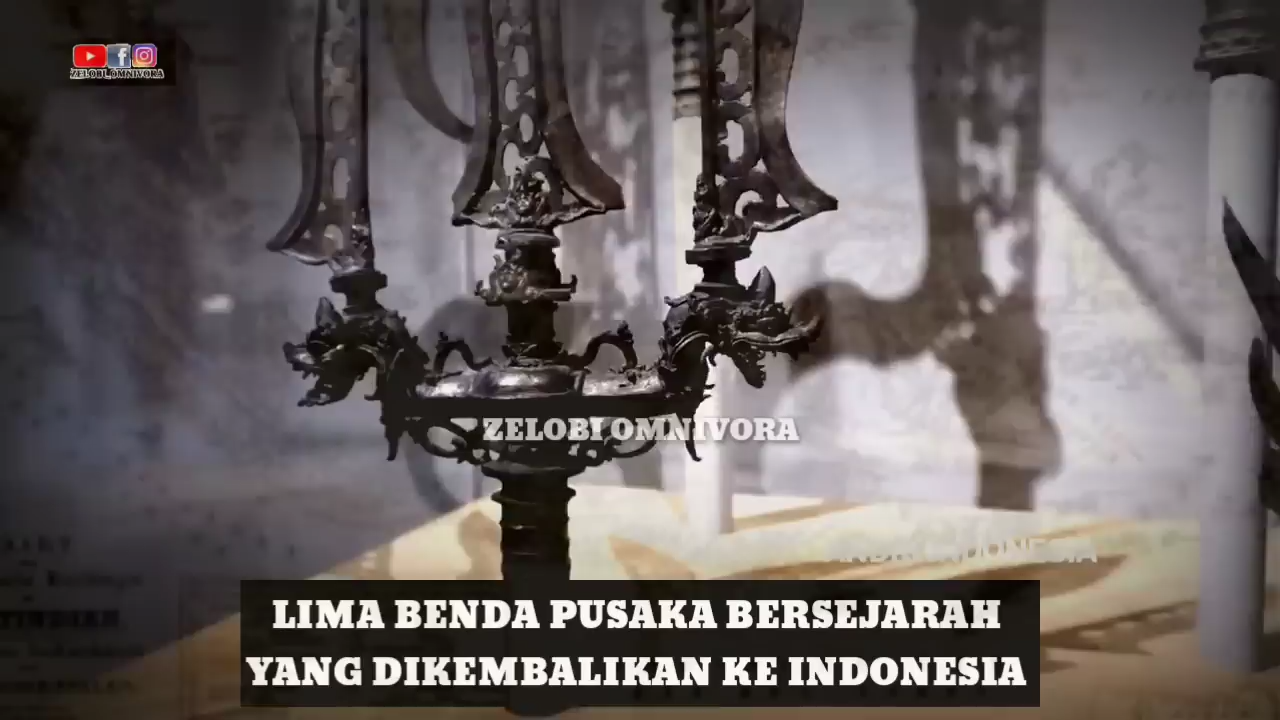 ZELOBI OMNIVORA
ZELOBI OMNIVORA
LIMA BENDA PUSAKA BERSEJARAH
YANG DIKEMBALIKAN KE INDONESIA